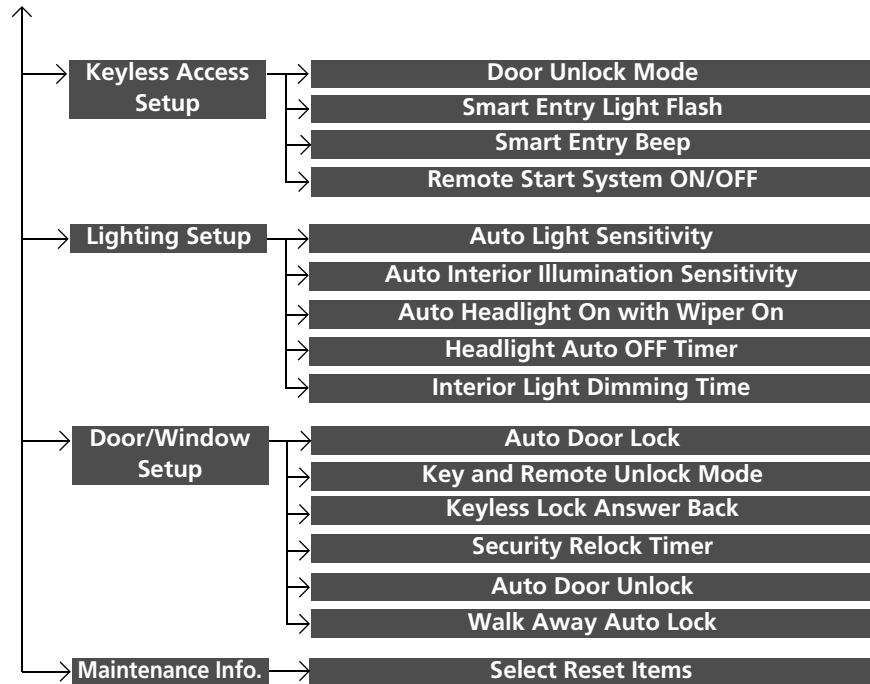 Keyless Access
Setup
Door Unlock Mode
Smart Entry Light Flash
Smart Entry Beep
Remote Start System ON/OFF
Lighting Setup
Auto Light Sensitivity
Auto Interior Illumination Sensitivity
Auto Headlight On with Wiper On
Headlight Auto OFF Timer
Interior Light Dimming Time
Door/Window
Setup
Auto Door Lock
Key and Remote Unlock Mode
Keyless Lock Answer Back
Security Relock Timer
Auto Door Unlock
Walk Away Auto Lock
Maintenance Info.
Select Reset Items